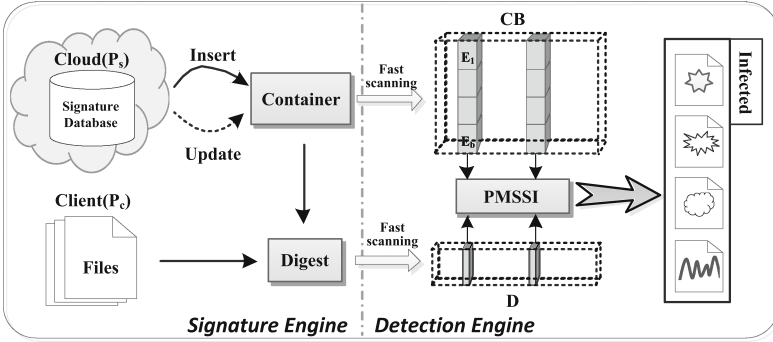 Cloud(Ps)
Signature
Database
Insert
Update
Container
Fast
scanning
CB
E1
Eb
Infected
Client(Pc)
Files
Digest
Fast
scanning
PMSSI
D
Signature Engine
Detection Engine